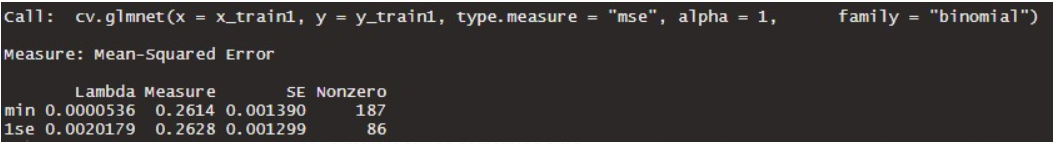 Call:  cv.glmnet(x = x_train1, y = y_train1, type.measure = "mse", alpha = 1,      family = "binomial")
Measure: Mean-Squared Error
Lambda Measure SE Nonzero
min 0.0000536 0.2614 0.001390 187
1se 0.0020179 0.2628 0.001299 86